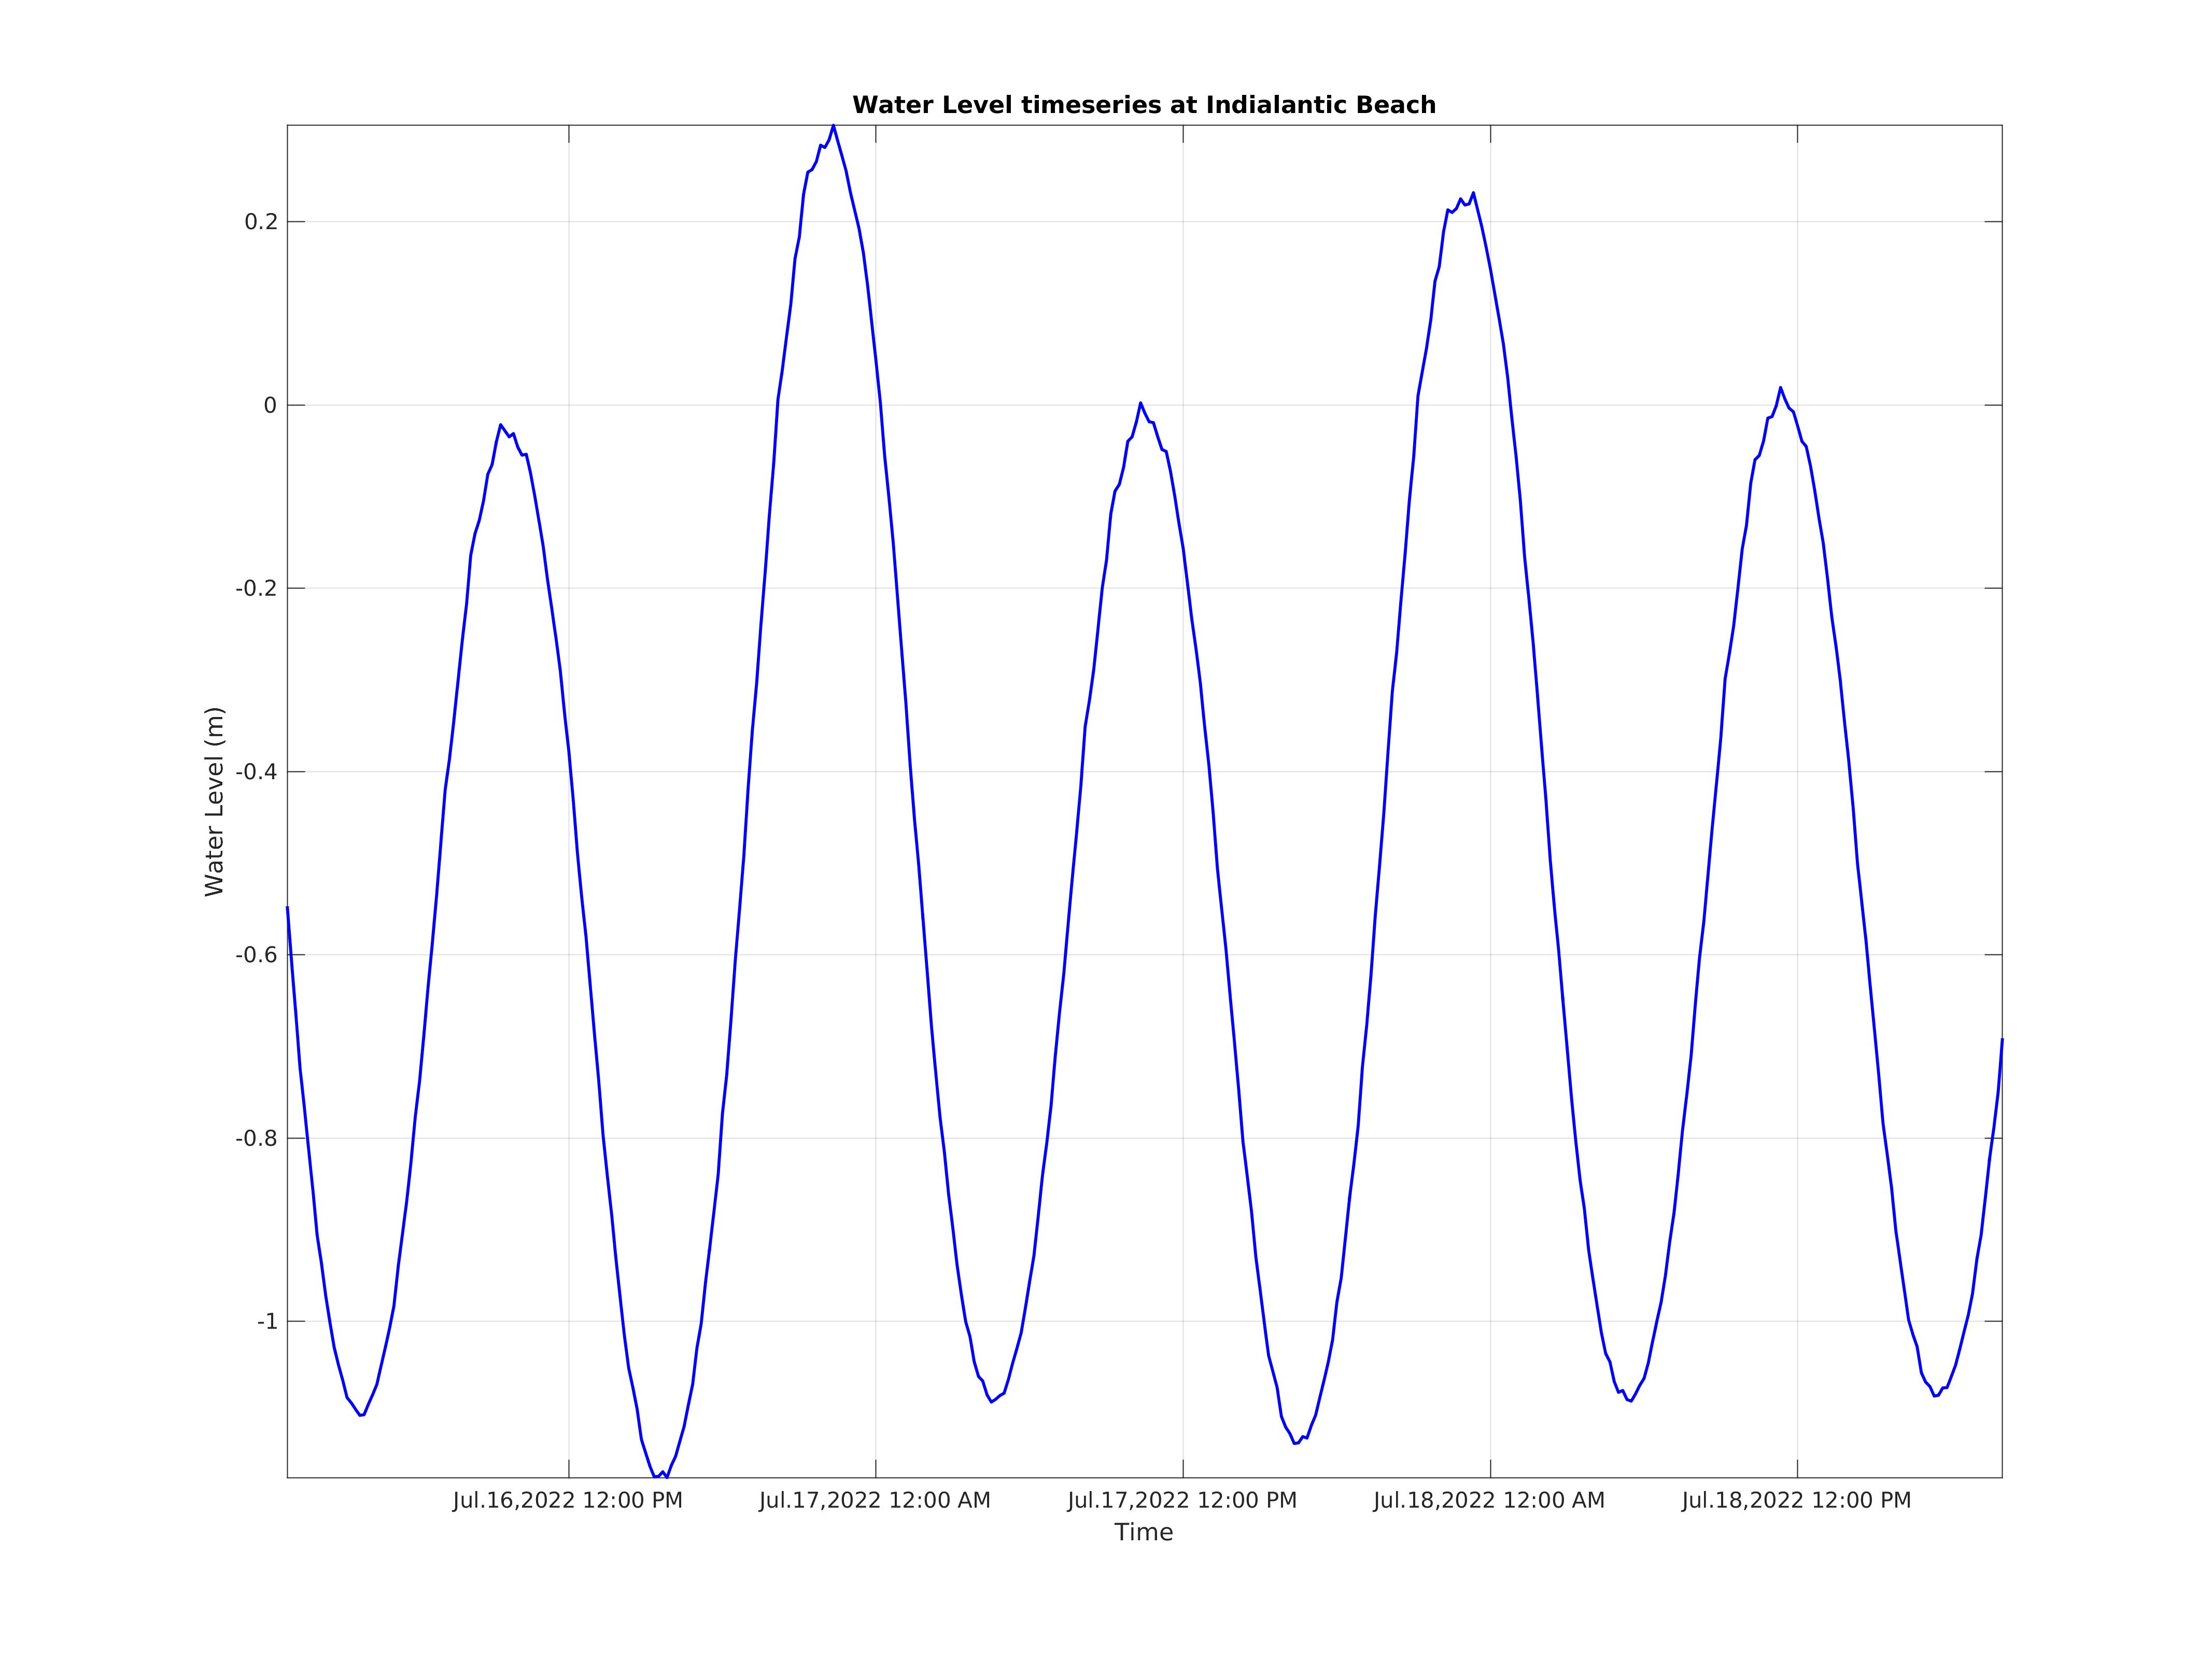 Water Level timeseries at Indialantic Beach
0.2
0
-0.2
-0.4
-0.6
-0.8
-1
Water Level (m)
Jul.16,2022 12:00 PM
Jul.17,2022 12:00 AM
Jul.17,2022 12:00 PM
Jul.18,2022 12:00 AM
Jul.18,2022 12:00 PM
Time